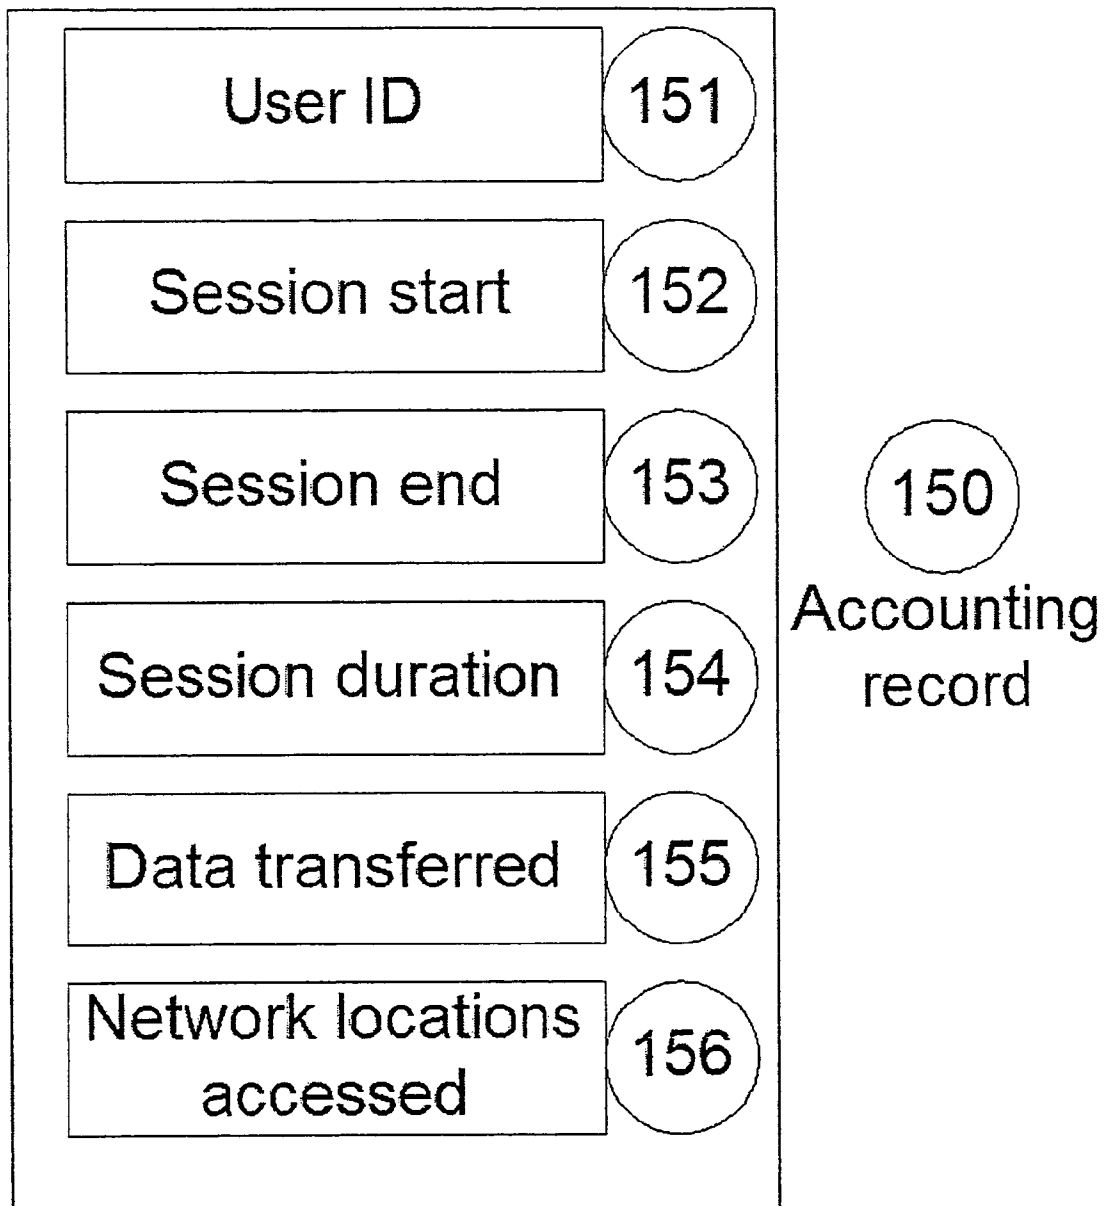 User ID
151
Session start
152
Session end
153
150
Accounting
record
Session duration
154
Data transferred
155
Network locations
accessed
156